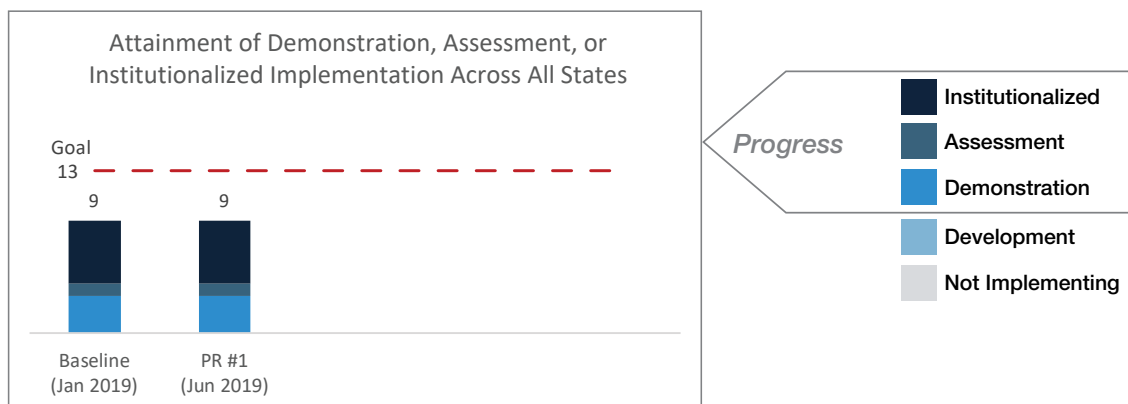 Attainment of Demonstration, Assessment, or
Institutionalized Implementation Across All States
Goal
13
9
9
Baseline
(Jan 2019)
PR #1
(Jun 2019)
Progress
Institutionalized
Assessment
Demonstration
Development
Not Implementing